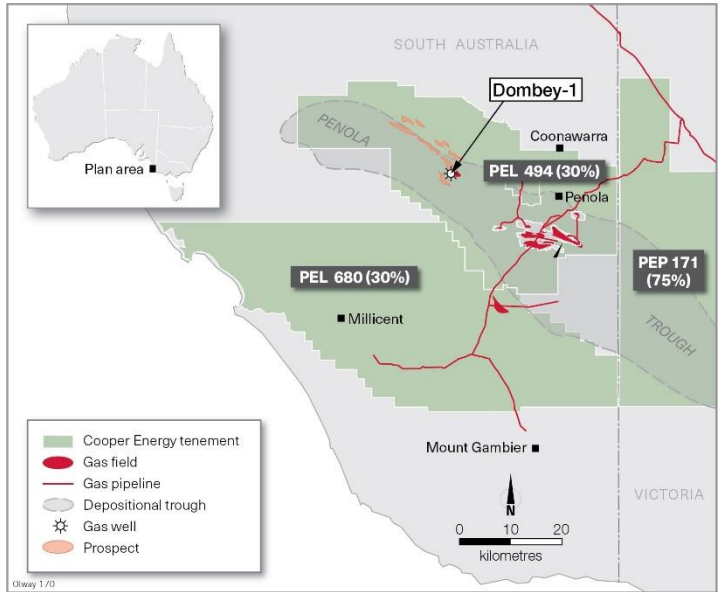 SOUTH AUSTRALIA
Dombey-1
PENOLA
Coonawarra
Plan area
PEL 494 (30%)
Penola
PEL 680 (30%)
PEP 171
(75%)
Millicent
TROUGH
Cooper Energy tenement
Gas field
Gas pipeline
Depositional trough
Gas well
Prospect
Mount Gambier
VICTORIA
N
0 10 20
kilometres
Otway 170